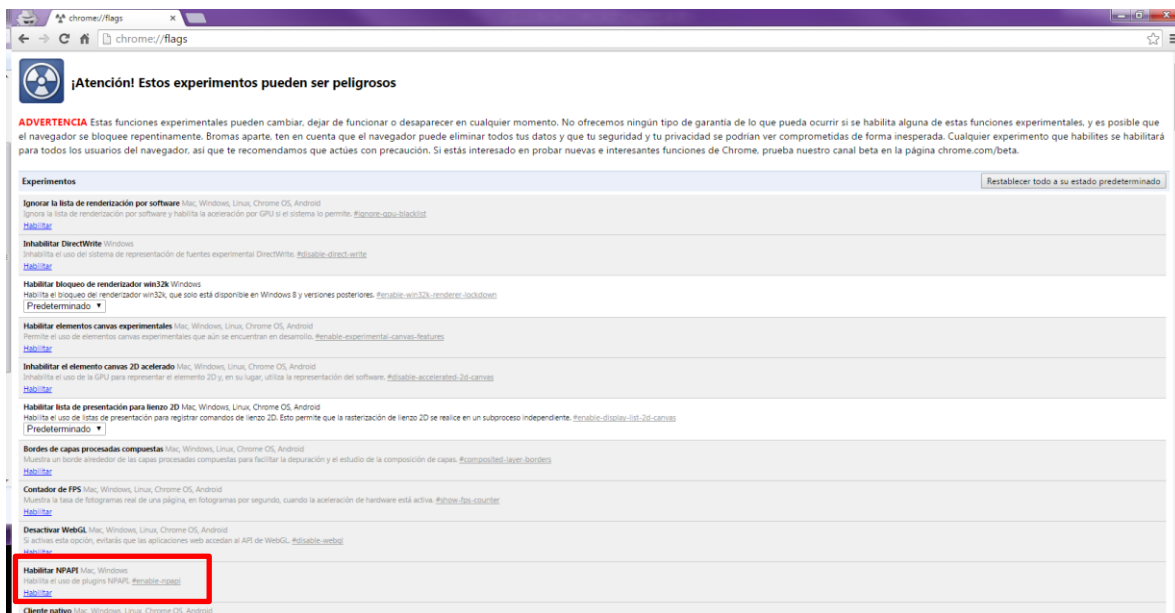 chrome://flags
chrome://flags
¡Atención! Estos experimentos pueden ser peligrosos
ADVERTENCIA Estas funciones experimentales pueden cambiar, dejar de funcionar o desaparecer en cualquier momento. No ofrecemos ningún tipo de garantía de lo que pueda ocurrir si se habilita alguna de estas funciones experimentales, y es posible que
el navegador se bloquee repentinamente. Bromas aparte, ten en cuenta que el navegador puede eliminar todos tus datos y que tu seguridad y tu privacidad se podrían ver comprometidas de forma inesperada. Cualquier experimento que habilites se habilitará
para todos los usuarios del navegador, así que te recomendamos que actúes con precaución. Si estás interesado en probar nuevas e interesantes funciones de Chrome, prueba nuestro canal beta en la página chrome.com/beta.
Experimentos Restablecer todo a su estado predeterminado
Ignorar la lista de renderización por software Mac, Windows, Linux, Chrome OS, Android
Ignora la lista de renderización por software y habilita la aceleración por GPU si el sistema lo permite. #ignore-gpu-blacklist
Habilitar
Inhabilitar DirectWrite Windows
Inhabilita el uso del sistema de representación de fuentes experimental DirectWrite. #disable-direct-write
Habilitar
Habilitar bloqueo de renderizador win32k Windows
Habilita el bloqueo del renderizador win32k, que solo está disponible en Windows 8 y versiones posteriores. #enable-win32k-renderer-lockdown
Predeterminado
Habilitar elementos canvas experimentales Mac, Windows, Linux, Chrome OS, Android
Permite el uso de elementos canvas experimentales que aún se encuentran en desarrollo. #enable-experimental-canvas-features
Habilitar
Inhabilitar el elemento canvas 2D acelerado Mac, Windows, Linux, Chrome OS, Android
Inhabilita el uso de la GPU para representar el elemento 2D y, en su lugar, utiliza la representación del software. #disable-accelerated-2d-canvas
Habilitar
Habilitar lista de presentación para lienzo 2D Mac, Windows, Linux, Chrome OS, Android
Habilita el uso de listas de presentación para registrar comandos de lienzo 2D. Esto permite que la rasterización de lienzo 2D se realice en un subproceso independiente. #enable-display-list-2d-canvas
Predeterminado
Bordes de capas procesadas compuestas Mac, Windows, Linux, Chrome OS, Android
Muestra un borde alrededor de las capas procesadas compuestas para facilitar la depuración y el estudio de la composición de capas. #composited-layer-borders
Habilitar
Contador de FPS Mac, Windows, Linux, Chrome OS, Android
Muestra la tasa de fotogramas real de una página, en fotogramas por segundo, cuando la aceleración de hardware está activa. #show-fps-counter
Habilitar
Desactivar WebGL Mac, Windows, Linux, Chrome OS, Android
Si activas esta opción, evitarás que las aplicaciones web accedan al API de WebGL. #disable-webgl
Habilitar
Habilitar NPAPI Mac, Windows
Habilita el uso de plugins NPAPI. #enable-npapi
Habilitar
Cliente nativo Mac, Windows, Linux, Chrome OS, Android